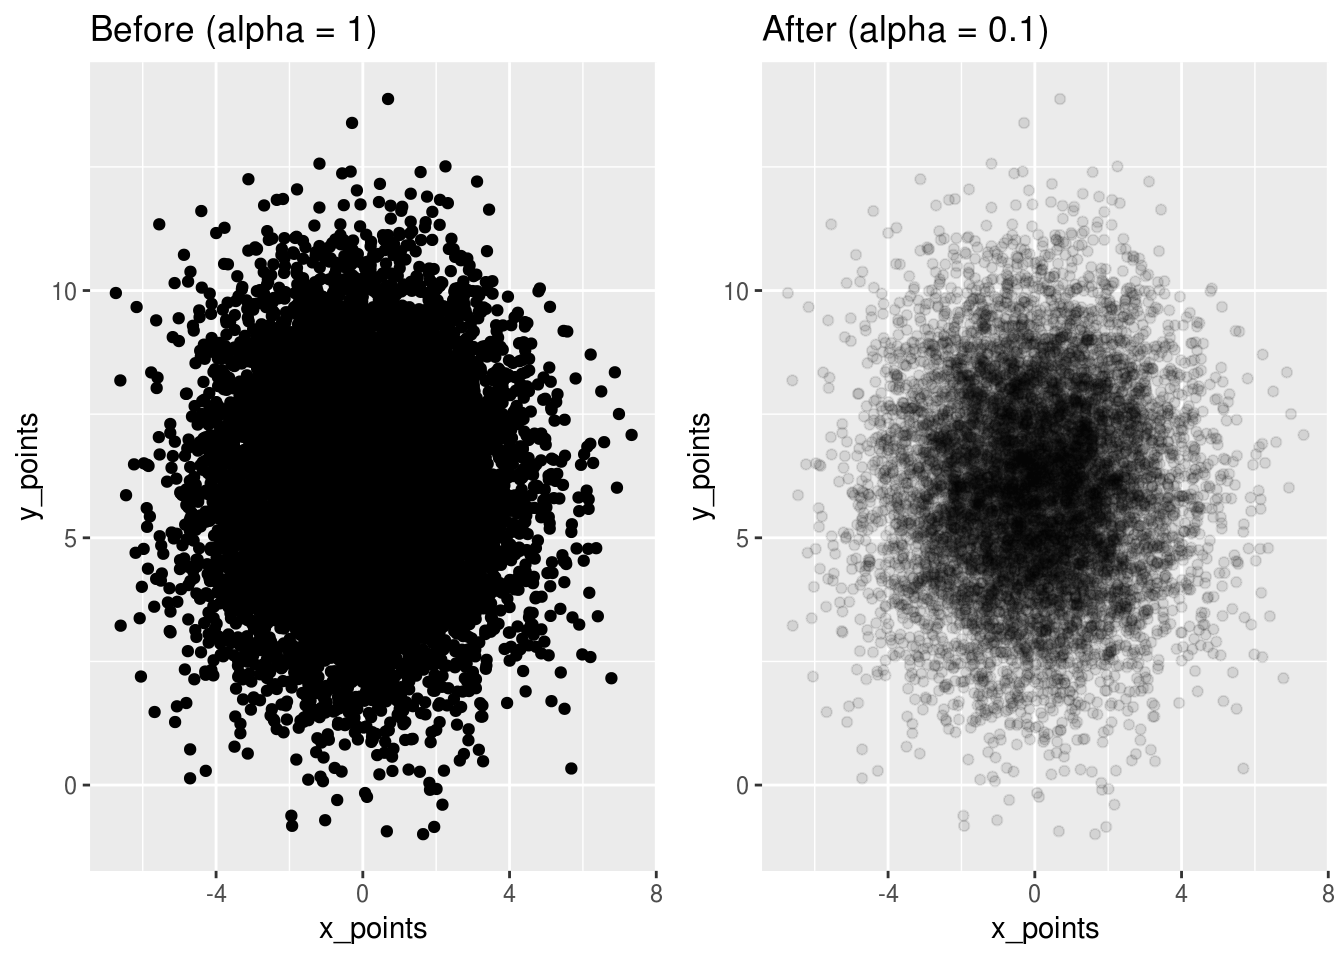 Before (alpha = 1)
10
5
0
y_points
-4
0
4
8
x_points
After (alpha = 0.1)
10
5
0
y_points
-4
0
4
8
x_points